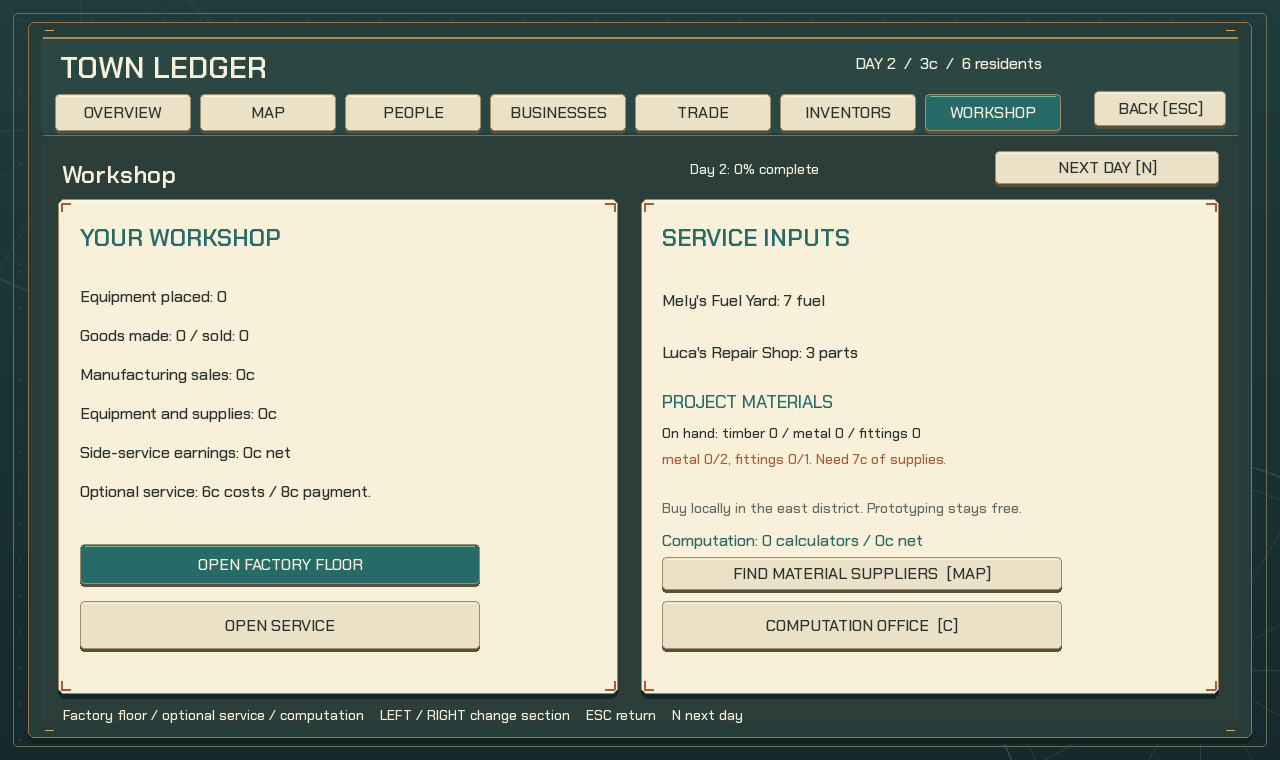 TOWN LEDGER
DAY 2 / 3c / 6 residents
OVERVIEW
MAP
PEOPLE
BUSINESSES
TRADE
INVENTORS
WORKSHOP
BACK [ESC]
Workshop
Day 2: 0% complete
NEXT DAY [N]
YOUR WORKSHOP
Equipment placed: 0
Goods made: 0 / sold: 0
Manufacturing sales: 0c
Equipment and supplies: 0c
Side-service earnings: 0c net
Optional service: 6c costs / 8c payment.
OPEN FACTORY FLOOR
OPEN SERVICE
SERVICE INPUTS
Mely's Fuel Yard: 7 fuel
Luca's Repair Shop: 3 parts
PROJECT MATERIALS
On hand: timber 0 / metal 0 / fittings 0
metal 0/2, fittings 0/1. Need 7c of supplies.
Buy locally in the east district. Prototyping stays free.
Computation: 0 calculators / 0c net
FIND MATERIAL SUPPLIERS [MAP]
COMPUTATION OFFICE [C]
Factory floor / optional service / computation LEFT / RIGHT change section ESC return N next day